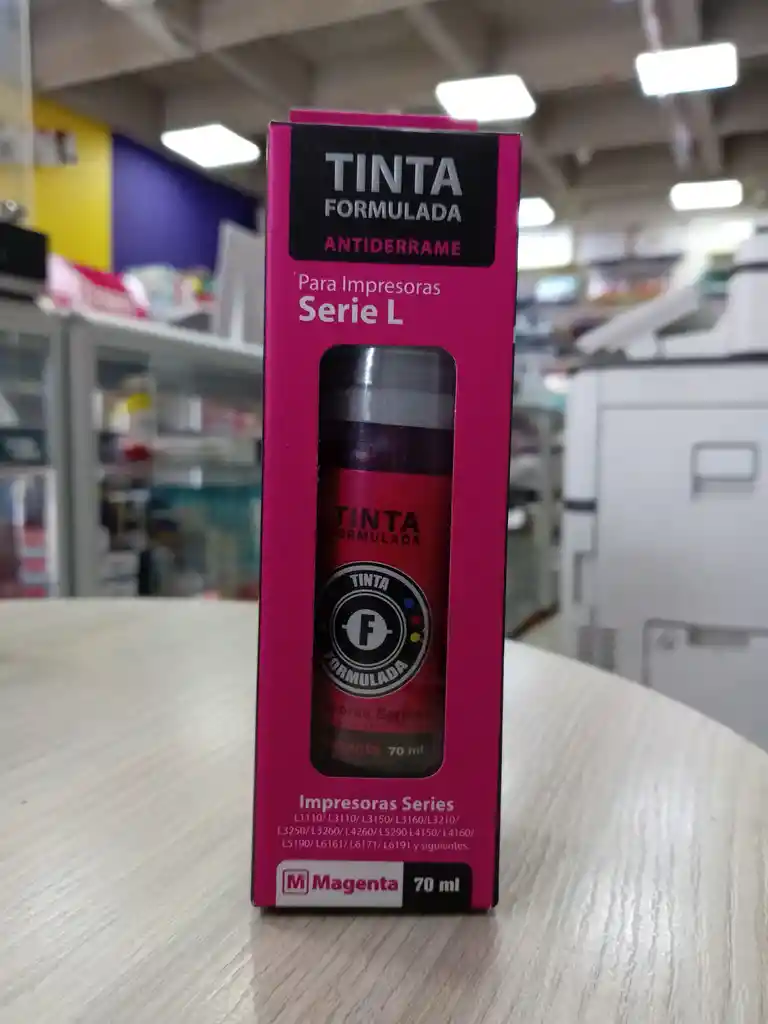 TINTA
FORMULADA
ANTIDERRAME
Para Impresoras
Serie L
TINTA
FORMULADA
TINTA
F
FORMULADA
70 ml
Impresoras Series
L1110/ L3110/ L3150/ L3160/L3210/
L3250/ L3260/ L4260/ L5290 L4150/ L4160/
L5190/ L6161/ L6171/ L6191 y siguientes.
M Magenta 70 ml